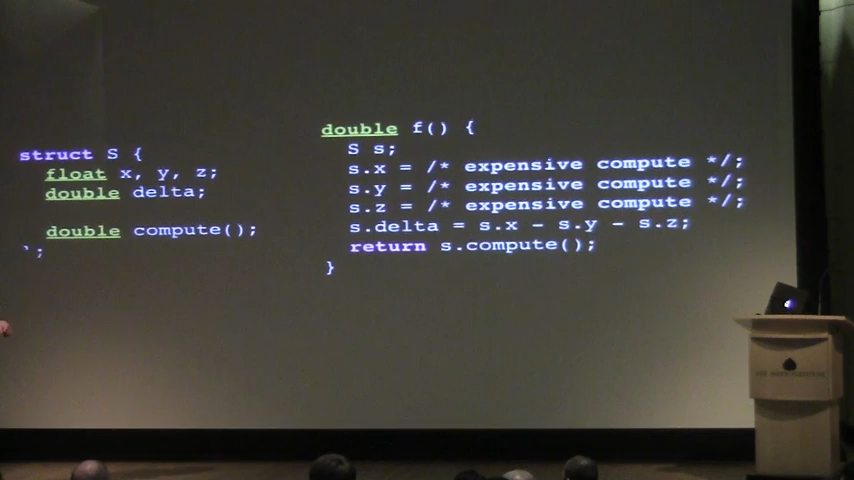 struct S {
float x, y, z;
double delta;
double compute();
};
double f() {
S s;
s.x = /* expensive compute */;
s.y = /* expensive compute */;
s.z = /* expensive compute */;
s.delta = s.x - s.y - s.z;
return s.compute();
}